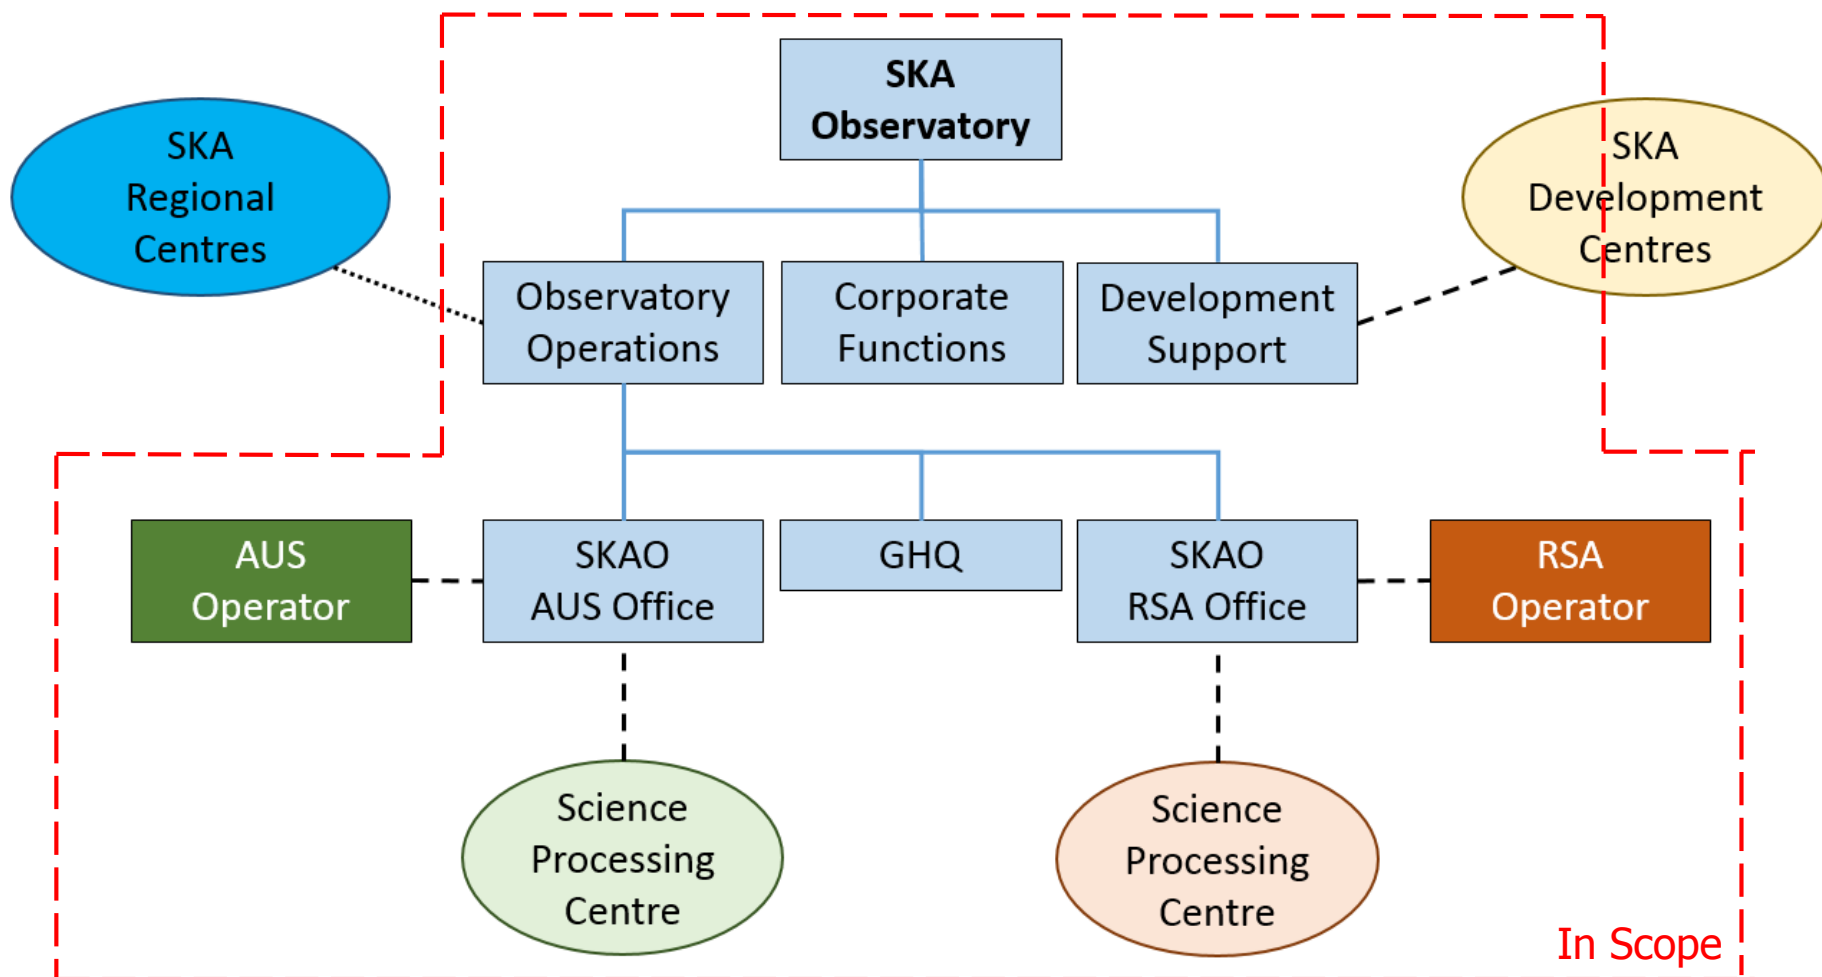 SKA
Observatory
SKA
Regional
Centres
SKA
Development
Centres
Observatory
Operations
Corporate
Functions
Development
Support
AUS
Operator
SKAO
AUS Office
GHQ
SKAO
RSA Office
RSA
Operator
Science
Processing
Centre
Science
Processing
Centre
In Scope